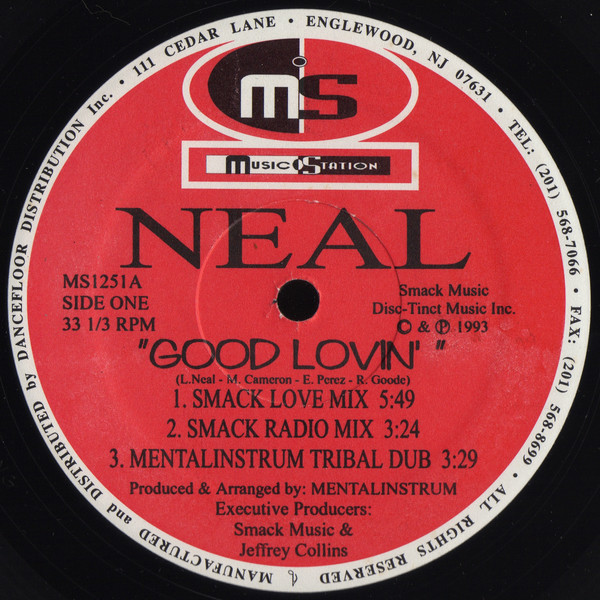 MANUFACTURED and DISTRIBUTED by DANCEFLOOR DISTRIBUTION Inc. • 111 CEDAR LANE • ENGLEWOOD, NJ 07631 • TEL: (201) 568-7066 • FAX: (201) 568-8699 • ALL RIGHTS RESERVED •
mS
MUSIC STATION
NEAL
MS1251A
SIDE ONE
33 1/3 RPM
Smack Music
Disc-Tinct Music Inc.
© & ℗ 1993
"GOOD LOVIN' "
(L.Neal - M. Cameron - E. Perez - R. Goode)
1. SMACK LOVE MIX 5:49
2. SMACK RADIO MIX 3:24
3. MENTALINSTRUM TRIBAL DUB 3:29
Produced & Arranged by: MENTALINSTRUM
Executive Producers:
Smack Music &
Jeffrey Collins